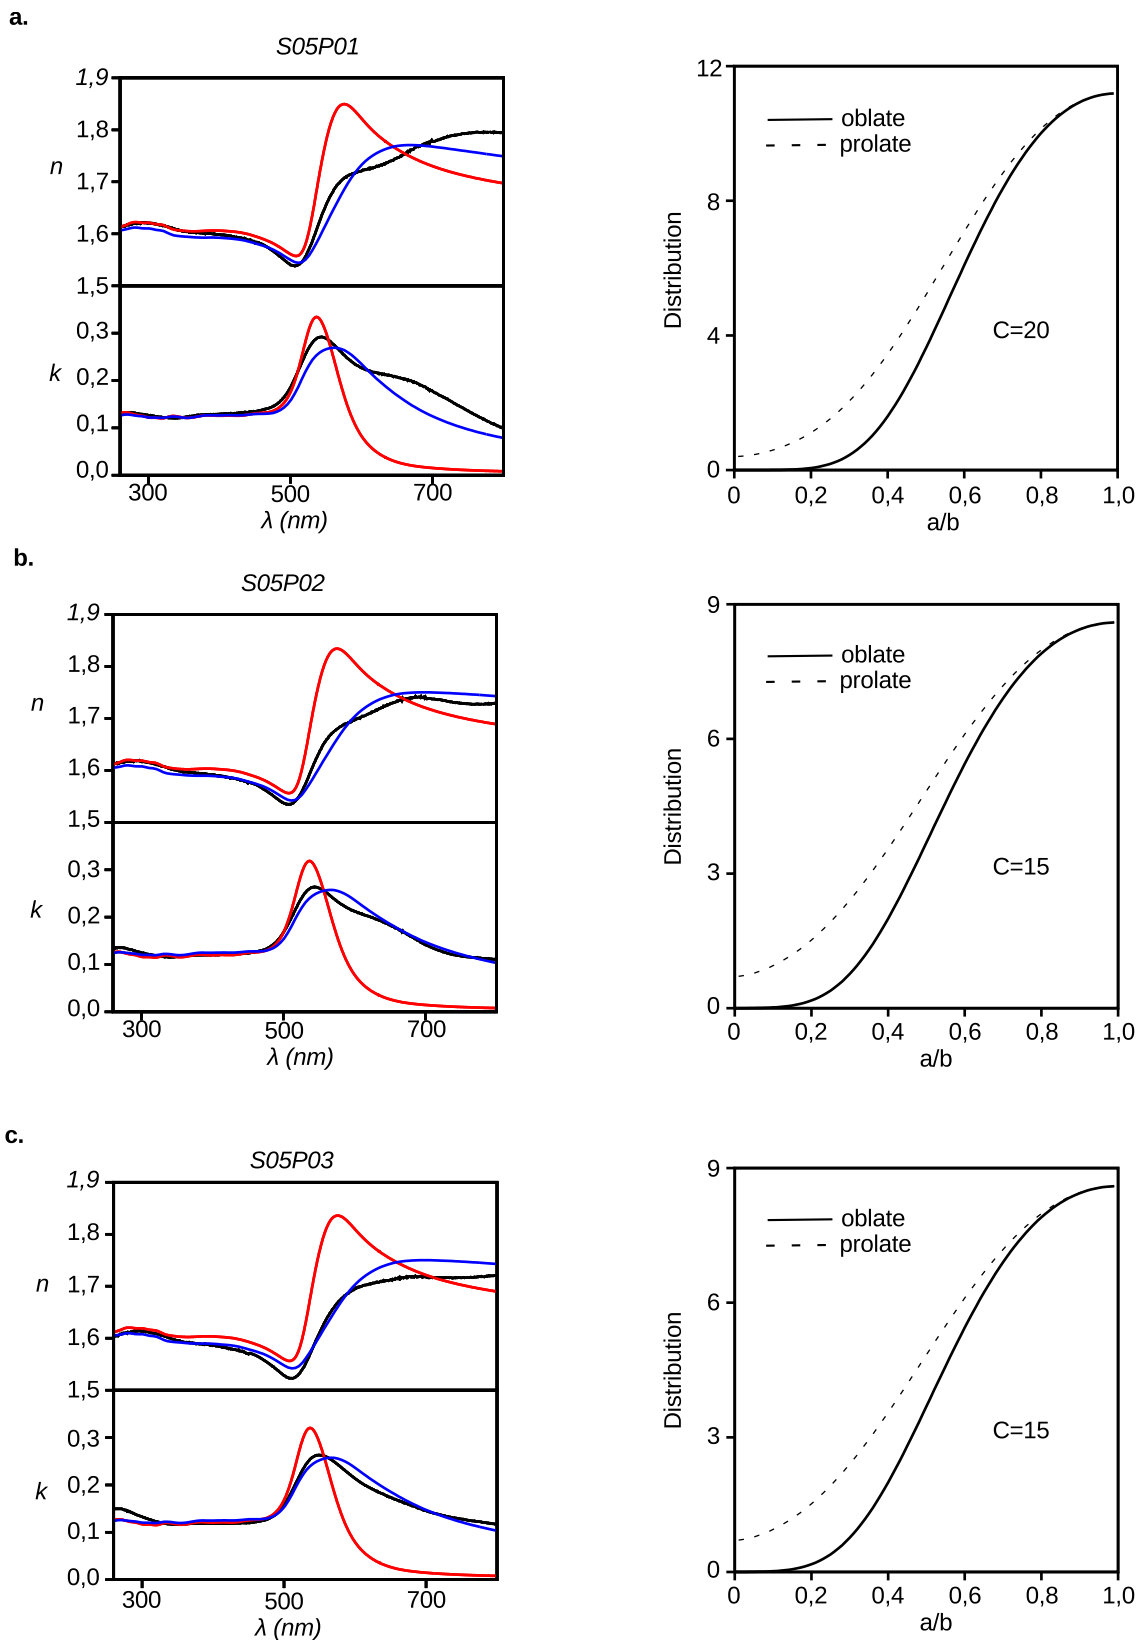 a.
S05P01
1,9
1,8
n
1,7
1,6
1,5
0,3
k 0,2
0,1
0,0
300 500 700
λ (nm)
12
oblate
prolate
8
Distribution
4
C=20
0
0 0,2 0,4 0,6 0,8 1,0
a/b
b.
S05P02
1,9
1,8
n
1,7
1,6
1,5
0,3
k 0,2
0,1
0,0
300 500 700
λ (nm)
9
oblate
prolate
6
Distribution
3
C=15
0
0 0,2 0,4 0,6 0,8 1,0
a/b
c.
S05P03
1,9
1,8
n 1,7
1,6
1,5
0,3
k 0,2
0,1
0,0
300 500 700
λ (nm)
9
oblate
prolate
6
Distribution
3
C=15
0
0 0,2 0,4 0,6 0,8 1,0
a/b